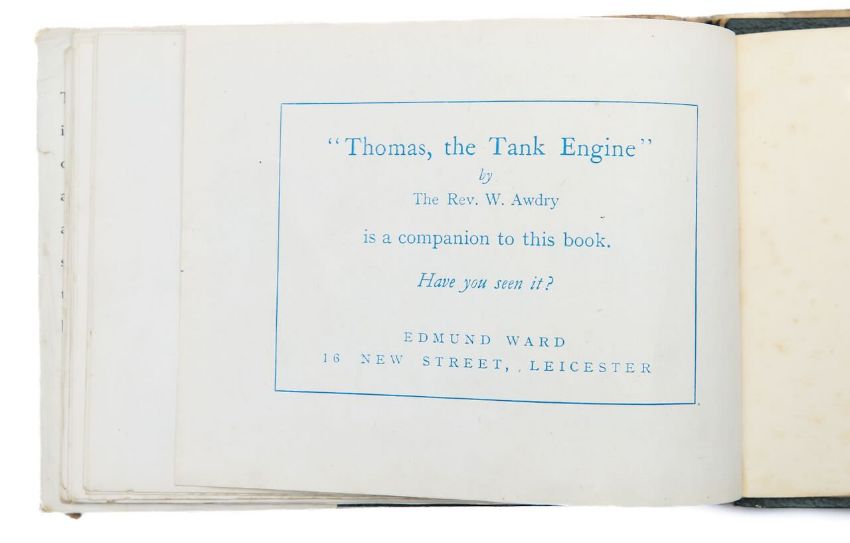 "Thomas, the Tank Engine"
by
The Rev. W. Awdry
is a companion to this book.
Have you seen it?
EDMUND WARD
16 NEW STREET, LEICESTER